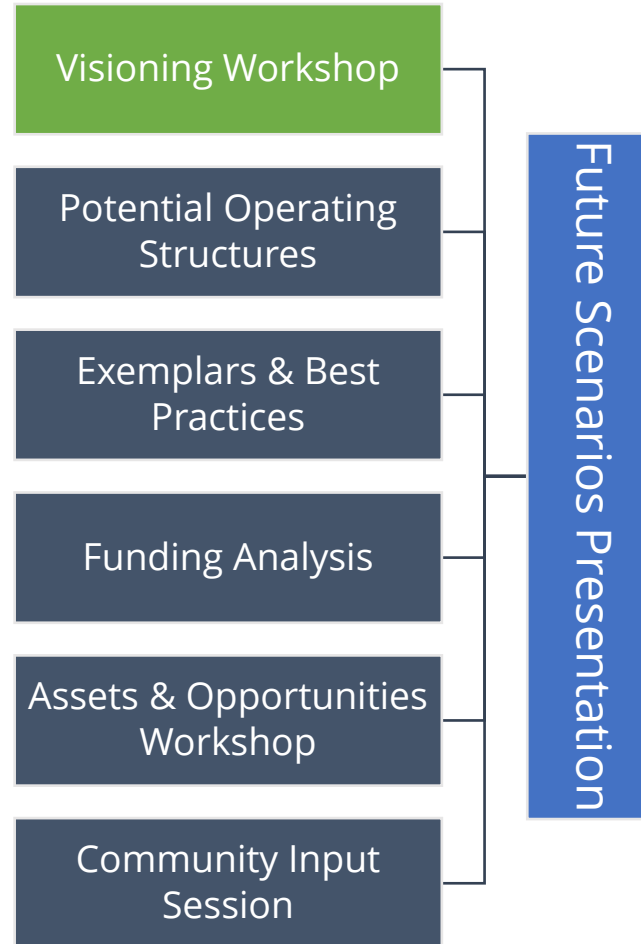 Visioning Workshop
Potential Operating
Structures
Exemplars & Best
Practices
Funding Analysis
Assets & Opportunities
Workshop
Community Input
Session
Future Scenarios Presentation